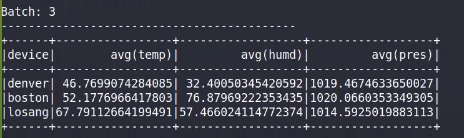 Batch: 3
-------------------------------------------
+------+-----------------+------------------+------------------+
|device|        avg(temp)|         avg(humd)|         avg(pres)|
+------+-----------------+------------------+------------------+
|denver| 46.7699074284085| 32.40050345420592|1019.4674633650027|
|boston| 52.1776966417803| 76.87969222353435|1020.0660353349305|
|losang|67.79112664199491|57.466024114772374|1014.5925019883113|
+------+-----------------+------------------+------------------+